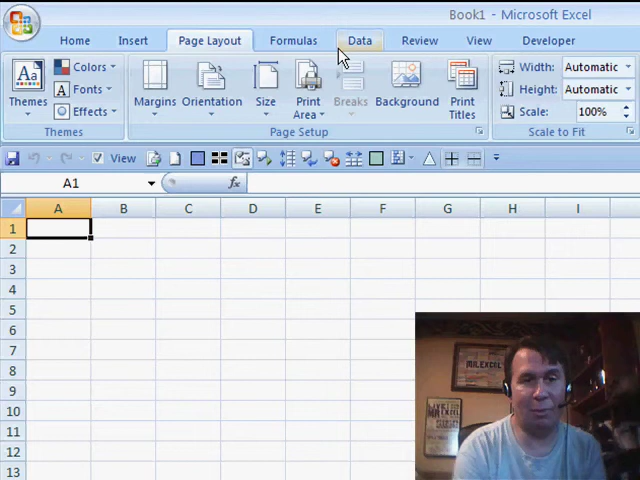 Book1 - Microsoft Excel
Home Insert Page Layout Formulas Data Review View Developer
Aa Themes Colors Fonts Effects
Margins Orientation Size Print Area Breaks Background Print Titles
Width: Automatic
Height: Automatic
Scale: 100%
Themes Page Setup Scale to Fit
View
A1 fx
A B C D E F G H I
1
2
3
4
5
6
7
8
9
10
11
12
13
MR.EXCEL
MR EXCEL